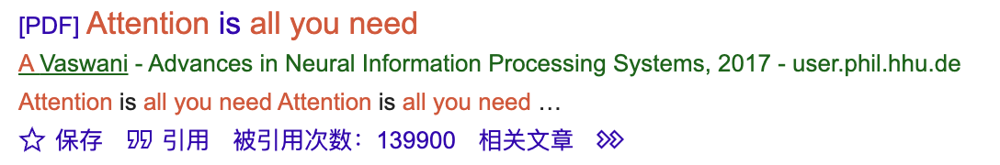 [PDF] Attention is all you need
A Vaswani - Advances in Neural Information Processing Systems, 2017 - user.phil.hhu.de
Attention is all you need Attention is all you need …
保存 引用 被引用次数：139900 相关文章